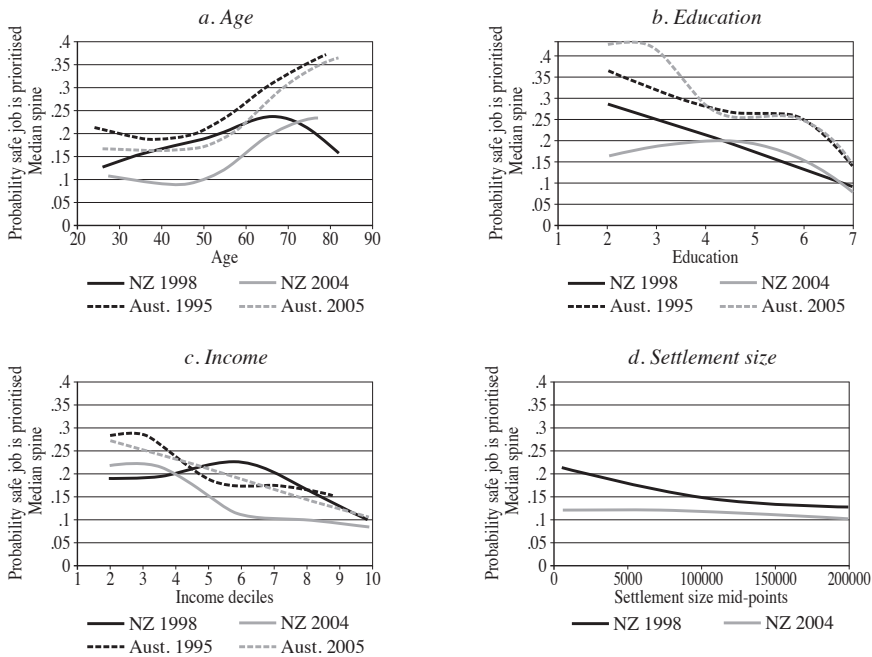 a. Age
Probability safe job is prioritised
Median spine
.4
.35
.3
.25
.2
.15
.1
.05
0
20 30 40 50 60 70 80 90
Age
NZ 1998 NZ 2004
Aust. 1995 Aust. 2005
b. Education
Probability safe job is prioritised
Median spine
.4
.35
.3
.25
.2
.15
.1
.05
0
1 2 3 4 5 6 7
Education
NZ 1998 NZ 2004
Aust. 1995 Aust. 2005
c. Income
Probability safe job is prioritised
Median spine
.4
.35
.3
.25
.2
.15
.1
.05
0
1 2 3 4 5 6 7 8 9 10
Income deciles
NZ 1998 NZ 2004
Aust. 1995 Aust. 2005
d. Settlement size
Probability safe job is prioritised
Median spine
.4
.35
.3
.25
.2
.15
.1
.05
0
0 5000 100000 150000 200000
Settlement size mid-points
NZ 1998 NZ 2004